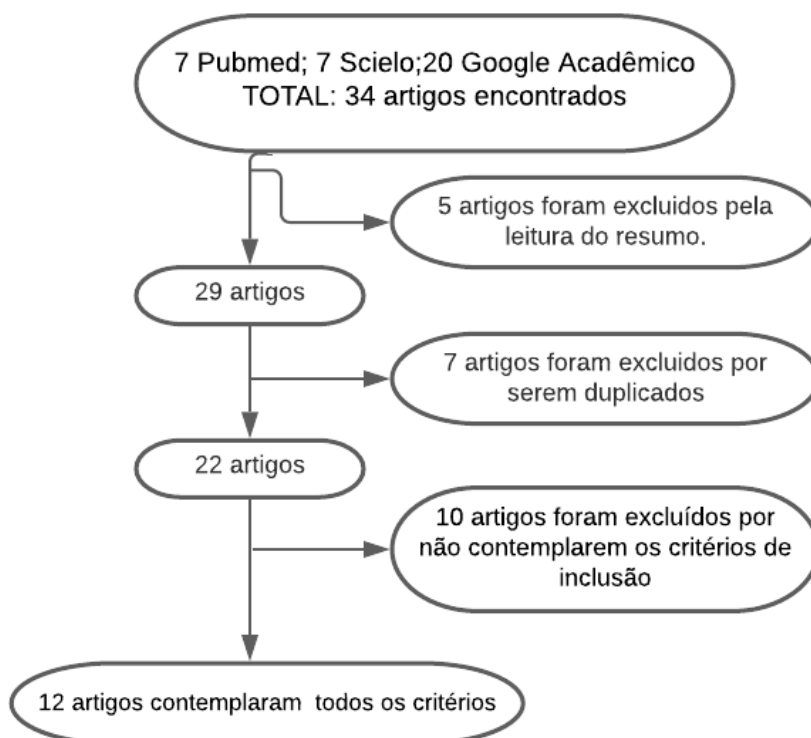 7 Pubmed; 7 Scielo;20 Google Acadêmico
TOTAL: 34 artigos encontrados
5 artigos foram excluidos pela
leitura do resumo.
29 artigos
7 artigos foram excluidos por
serem duplicados
22 artigos
10 artigos foram excluídos por
não contemplarem os critérios de
inclusão
12 artigos contemplaram todos os critérios